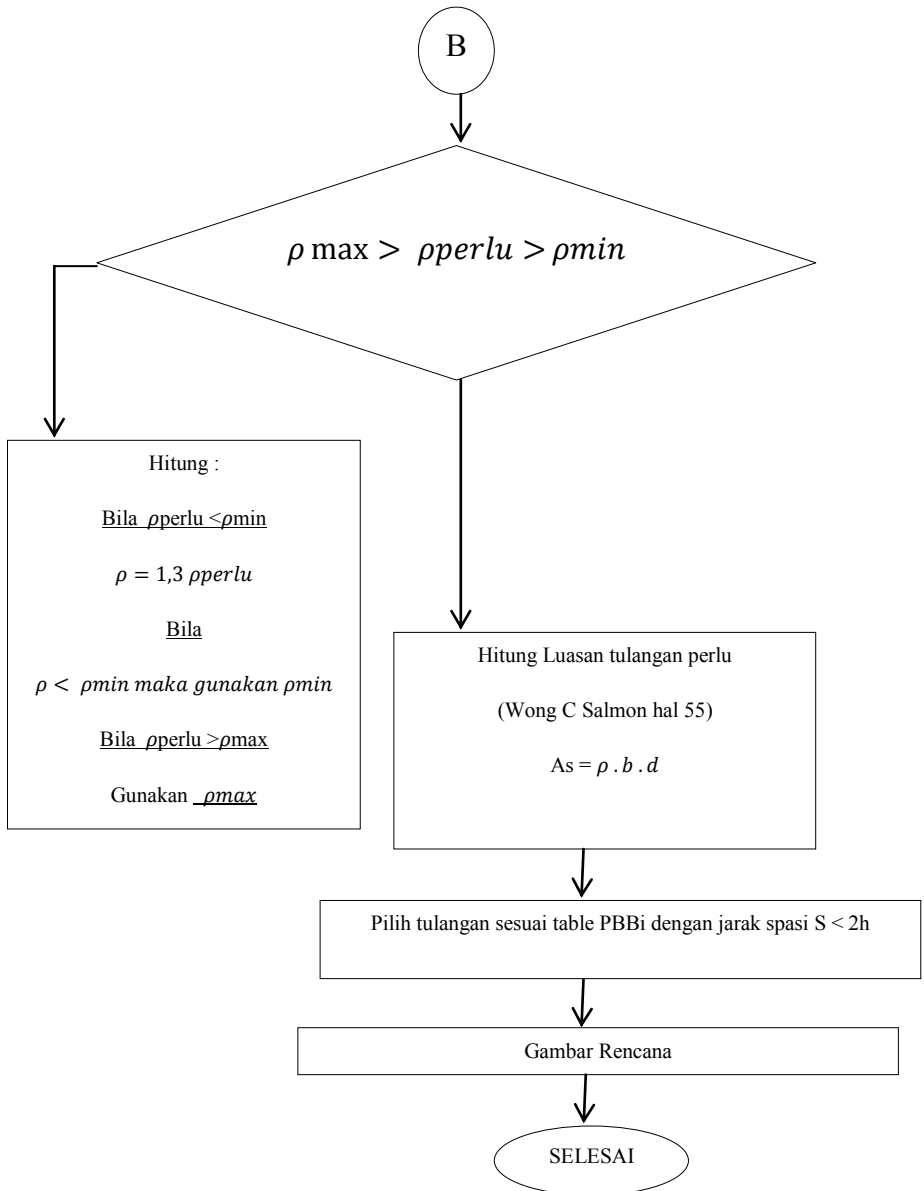 B
ρ max > ρperlu > ρmin
Hitung :
Bila ρperlu <ρmin
ρ = 1,3 ρperlu
Bila
ρ < ρmin maka gunakan ρmin
Bila ρperlu >ρmax
Gunakan ρmax
Hitung Luasan tulangan perlu
(Wong C Salmon hal 55)
As = ρ . b . d
Pilih tulangan sesuai table PBBi dengan jarak spasi S < 2h
Gambar Rencana
SELESAI